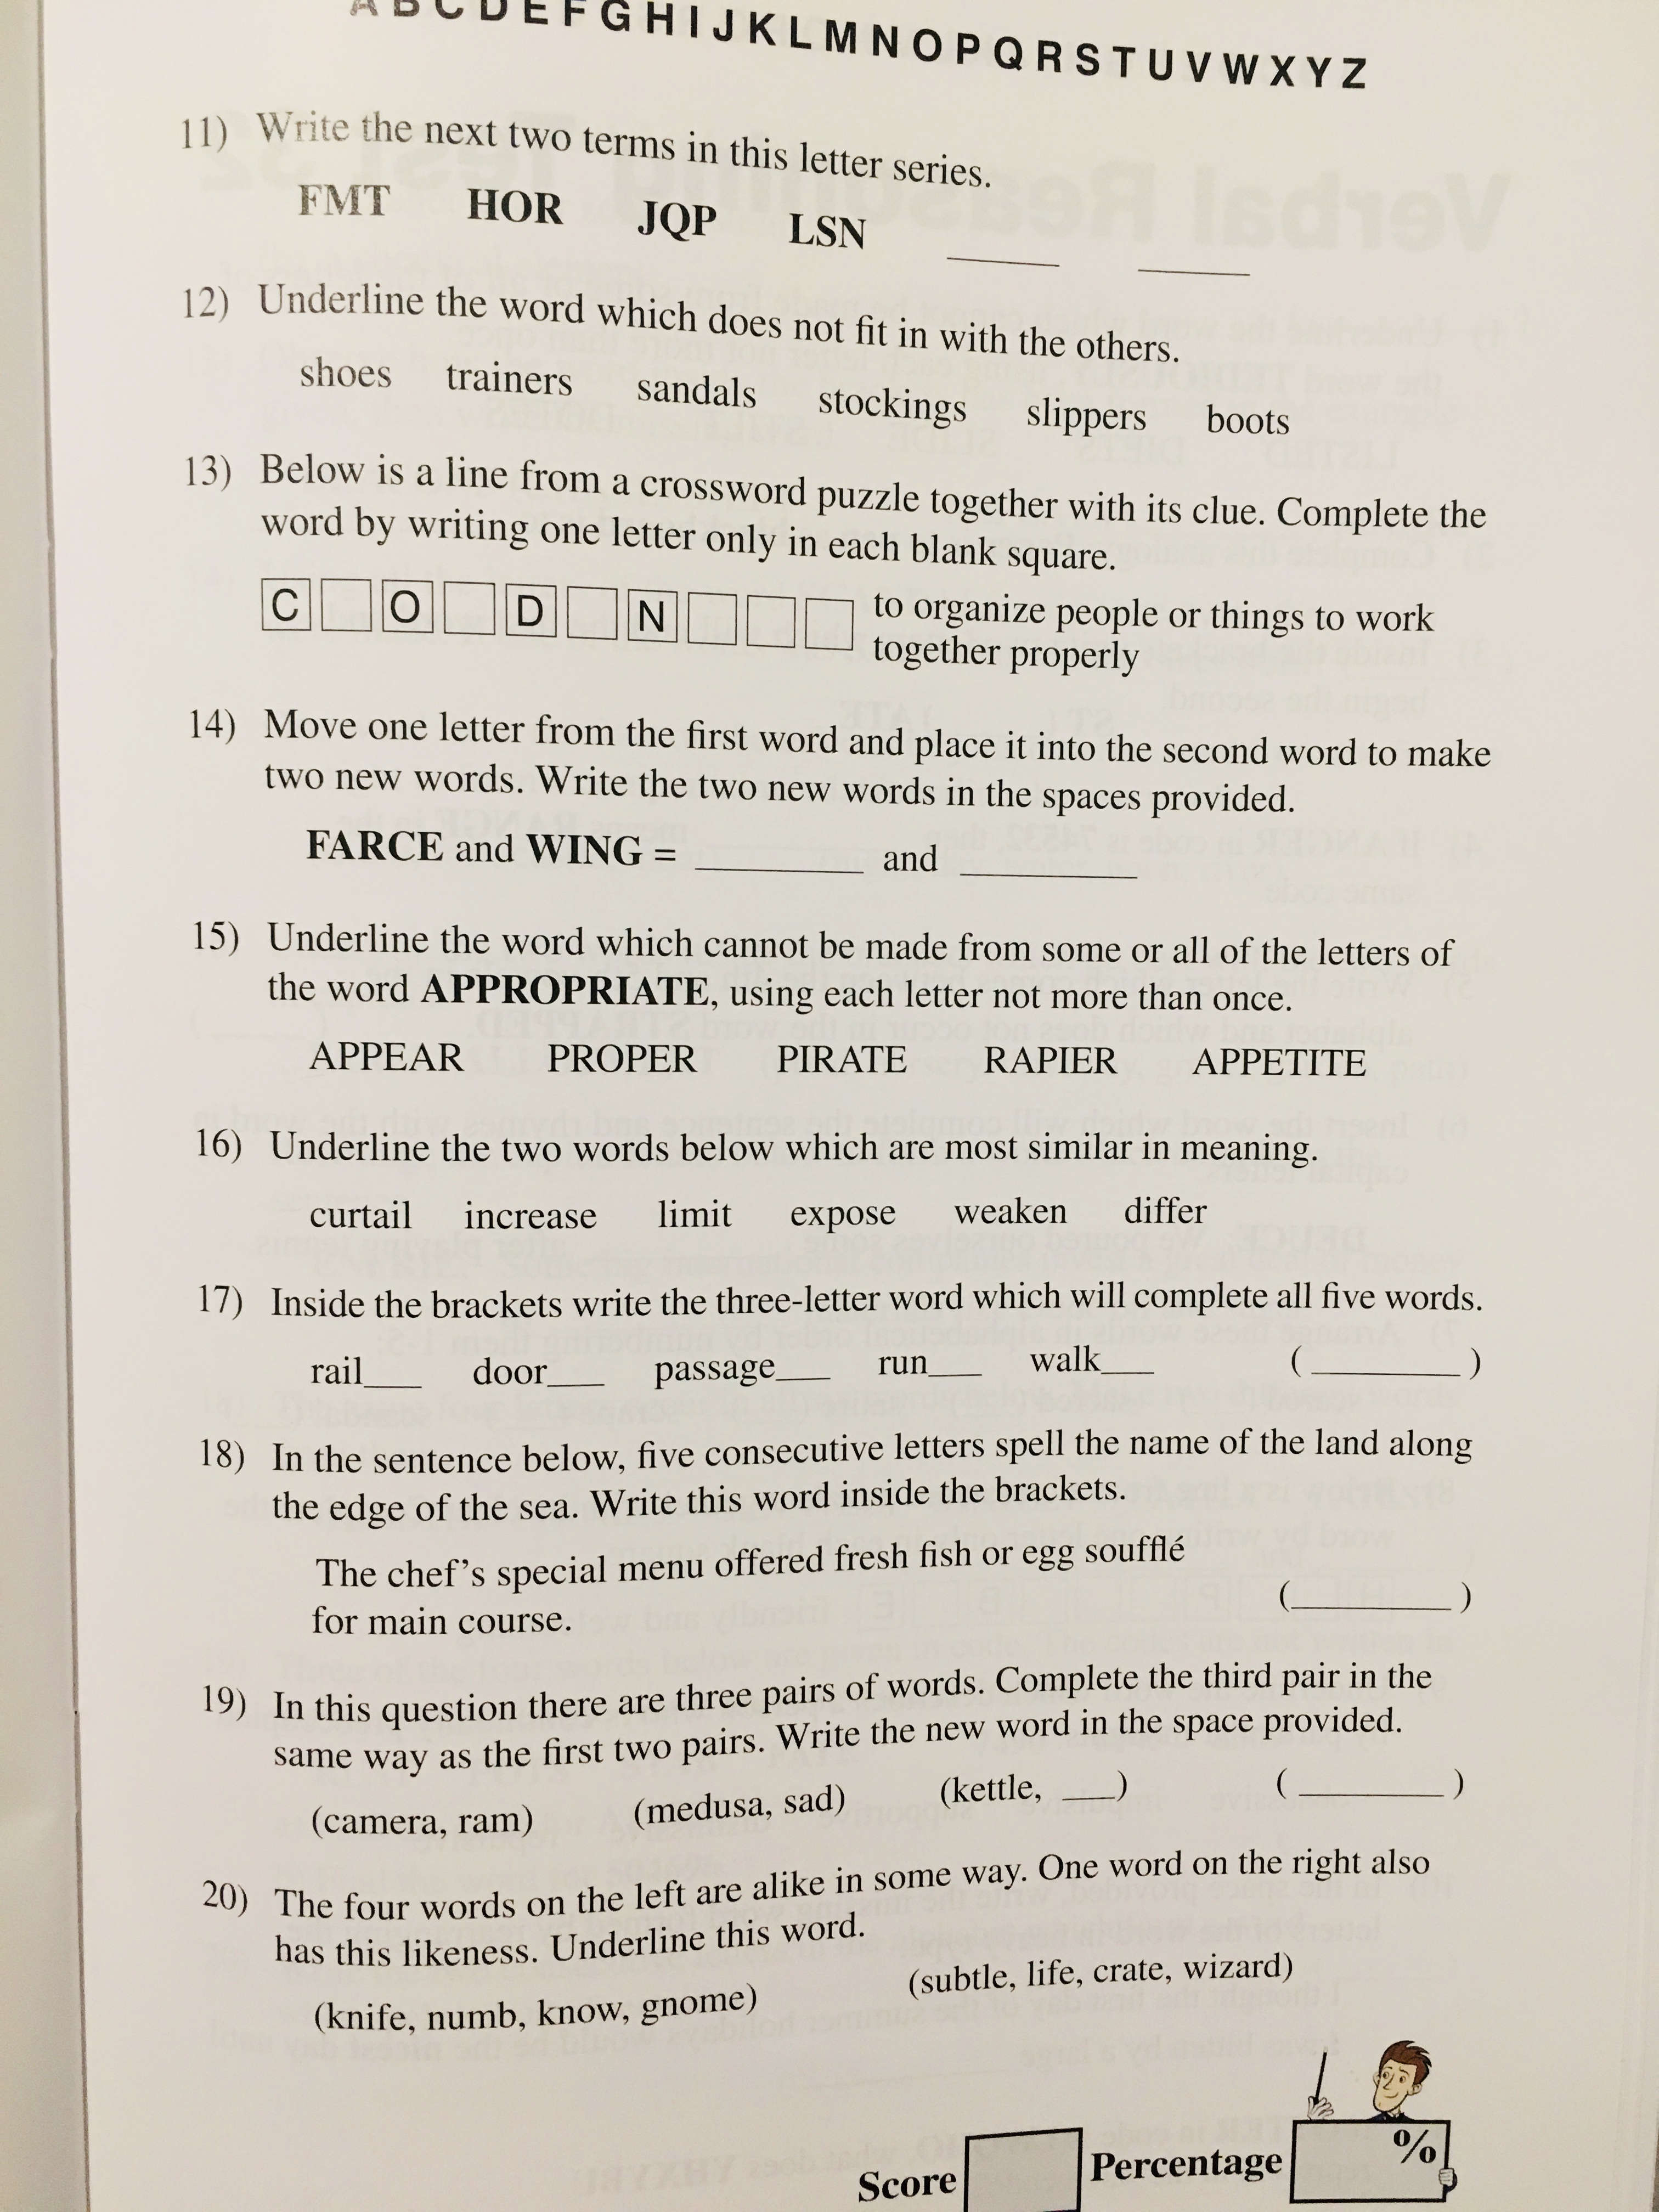 A B C D E F G H I J K L M N O P Q R S T U V W X Y Z
11) Write the next two terms in this letter series.
FMT HOR JQP LSN ____ ____
12) Underline the word which does not fit in with the others.
shoes trainers sandals stockings slippers boots
13) Below is a line from a crossword puzzle together with its clue. Complete the
word by writing one letter only in each blank square.
C O D N to organize people or things to work
together properly
14) Move one letter from the first word and place it into the second word to make
two new words. Write the two new words in the spaces provided.
FARCE and WING = ______ and ______
15) Underline the word which cannot be made from some or all of the letters of
the word APPROPRIATE, using each letter not more than once.
APPEAR PROPER PIRATE RAPIER APPETITE
16) Underline the two words below which are most similar in meaning.
curtail increase limit expose weaken differ
17) Inside the brackets write the three-letter word which will complete all five words.
rail___ door___ passage___ run___ walk___ (______)
18) In the sentence below, five consecutive letters spell the name of the land along
the edge of the sea. Write this word inside the brackets.
The chef's special menu offered fresh fish or egg soufflé
for main course. (______)
19) In this question there are three pairs of words. Complete the third pair in the
same way as the first two pairs. Write the new word in the space provided.
(camera, ram) (medusa, sad) (kettle, ___) (______)
20) The four words on the left are alike in some way. One word on the right also
has this likeness. Underline this word.
(knife, numb, know, gnome) (subtle, life, crate, wizard)
Score Percentage %